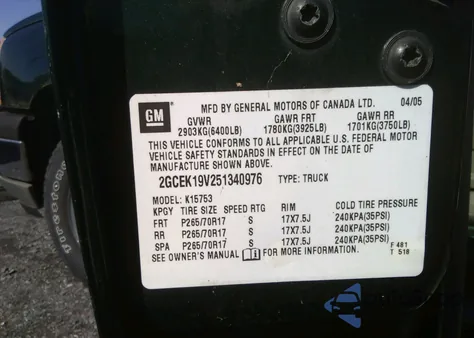 GM
MFD BY GENERAL MOTORS OF CANADA LTD. 04/05
GVWR GAWR FRT GAWR RR
2903KG(6400LB) 1780KG(3925LB) 1701KG(3750LB)
THIS VEHICLE CONFORMS TO ALL APPLICABLE U.S. FEDERAL MOTOR
VEHICLE SAFETY STANDARDS IN EFFECT ON THE DATE OF
MANUFACTURE SHOWN ABOVE.
2GCEK19V251340976 TYPE: TRUCK
MODEL: K15753
KPGY TIRE SIZE SPEED RTG RIM COLD TIRE PRESSURE
FRT P265/70R17 S 17X7.5J 240KPA(35PSI)
RR P265/70R17 S 17X7.5J 240KPA(35PSI)
SPA P265/70R17 S 17X7.5J 240KPA(35PSI)
SEE OWNER'S MANUAL FOR MORE INFORMATION.
F 481
T 518